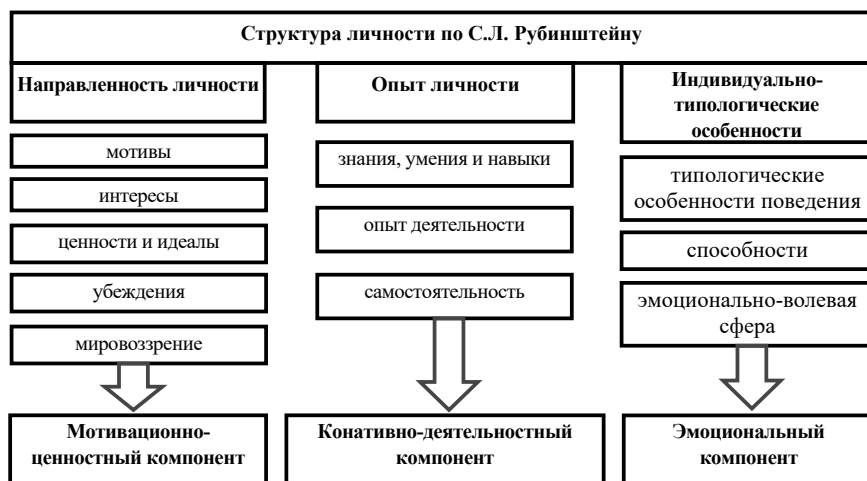 Структура личности по С.Л. Рубинштейну
Направленность личности
мотивы
интересы
ценности и идеалы
убеждения
мировоззрение
Мотивационно-
ценностный компонент
Опыт личности
знания, умения и навыки
опыт деятельности
самостоятельность
Конативно-деятельностный
компонент
Индивидуально-
типологические
особенности
типологические
особенности поведения
способности
эмоционально-волевая
сфера
Эмоциональный
компонент